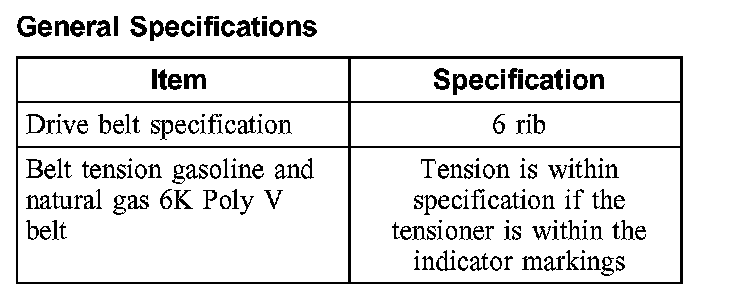 General Specifications
Item
Specification
Drive belt specification
6 rib
Belt tension gasoline and
natural gas 6K Poly V
belt
Tension is within
specification if the
tensioner is within the
indicator markings